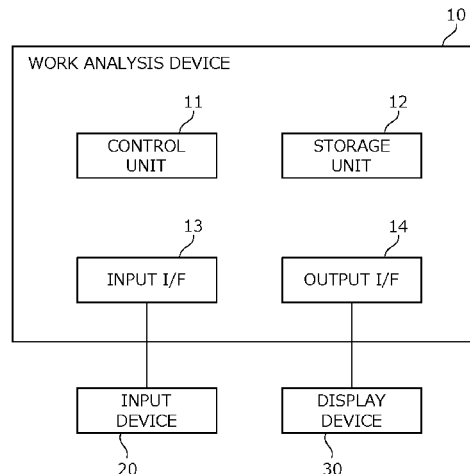 10
WORK ANALYSIS DEVICE
11
12
CONTROL
UNIT
STORAGE
UNIT
13
14
INPUT I/F
OUTPUT I/F
INPUT
DEVICE
DISPLAY
DEVICE
20
30